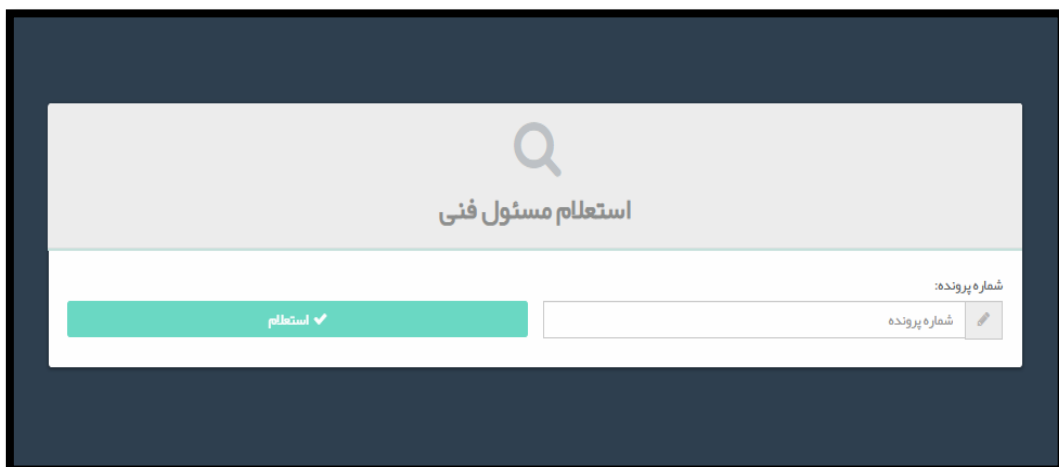 استعلام مسئول فنی
شماره پرونده:
شماره پرونده
استعلام